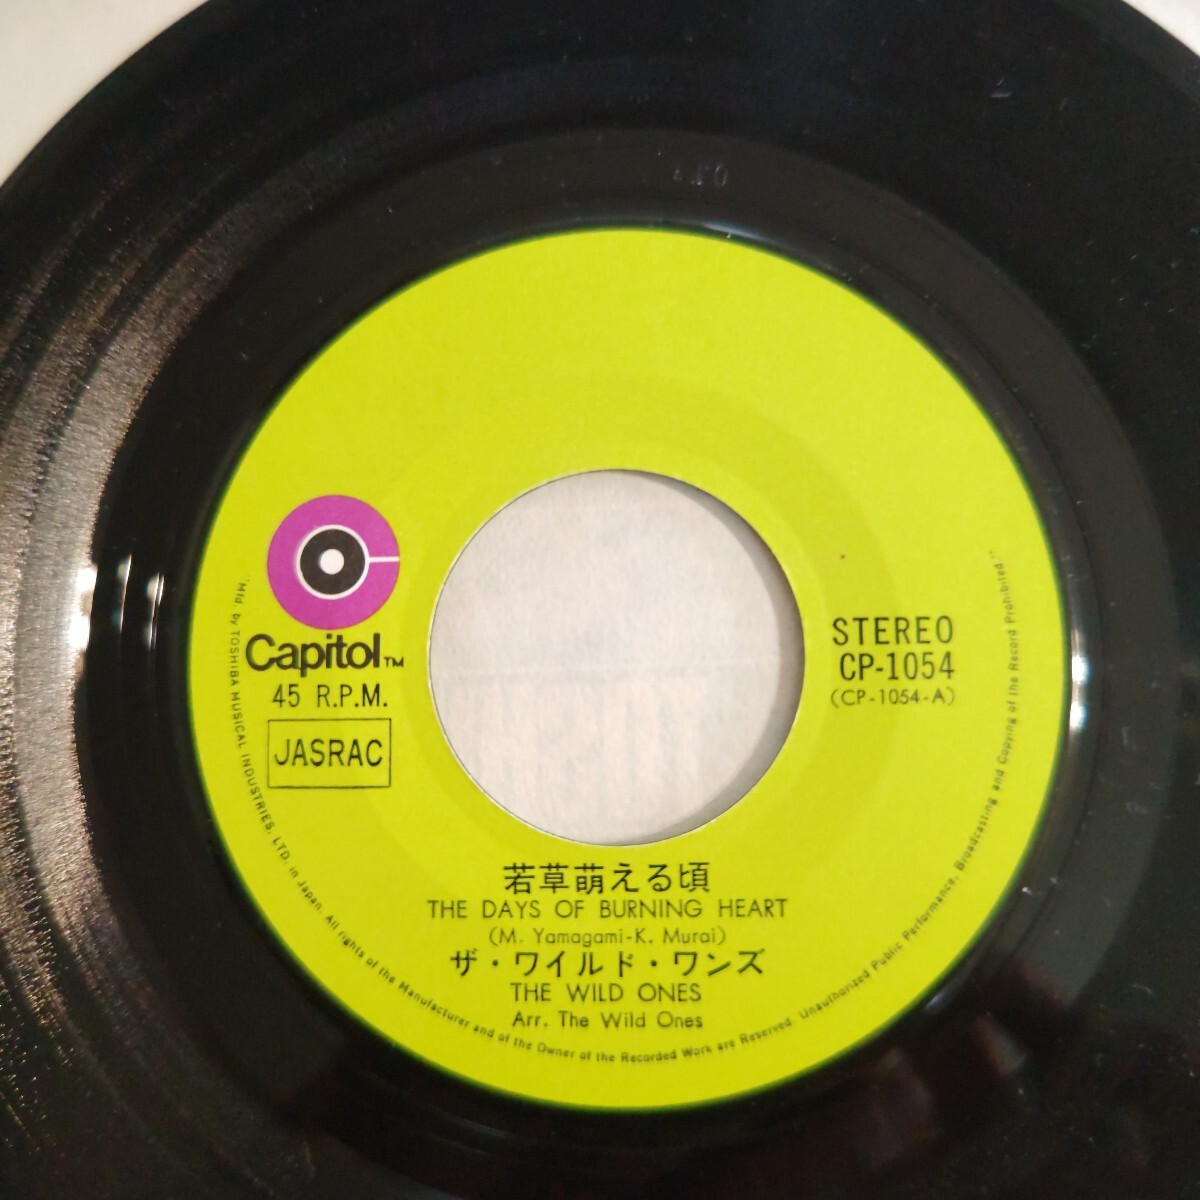 Capitol™
45 R.P.M.
JASRAC
STEREO
CP-1054
(CP-1054-A)
若草萌える頃
THE DAYS OF BURNING HEART
(M. Yamagami-K. Murai)
ザ・ワイルド・ワンズ
THE WILD ONES
Arr. The Wild Ones
"Mfd. by TOSHIBA MUSICAL INDUSTRIES, LTD. in Japan. All rights of the Manufacturer and of the Owner of the Recorded Work are Reserved. Unauthorized Public Performance, Broadcasting and Copying of the Record Prohibited."